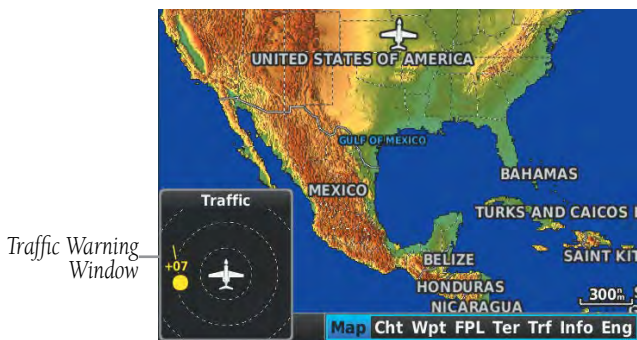 UNITED STATES OF AMERICA
GULF OF MEXICO
BAHAMAS
MEXICO
TURKS AND CAICOS
Traffic
+07
Traffic Warning
Window
BELIZE
SAINT KIT
HONDURAS
NICARAGUA
300nm
Map Cht Wpt FPL Ter Trf Info Eng